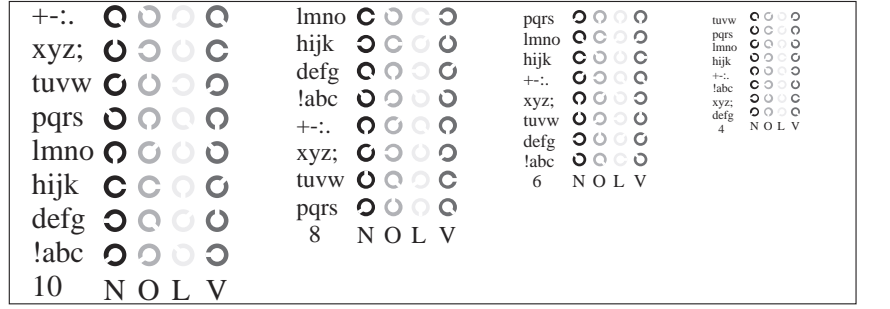 +-:.
xyz;
tuvw
pqrs
lmno
hijk
defg
!abc
10 N O L V
lmno
hijk
defg
!abc
+-:.
xyz;
tuvw
pqrs
8 N O L V
pqrs
lmno
hijk
+-:.
xyz;
tuvw
defg
!abc
6 N O L V
tuvw
pqrs
lmno
hijk
+-:.
!abc
xyz;
defg
4 N O L V